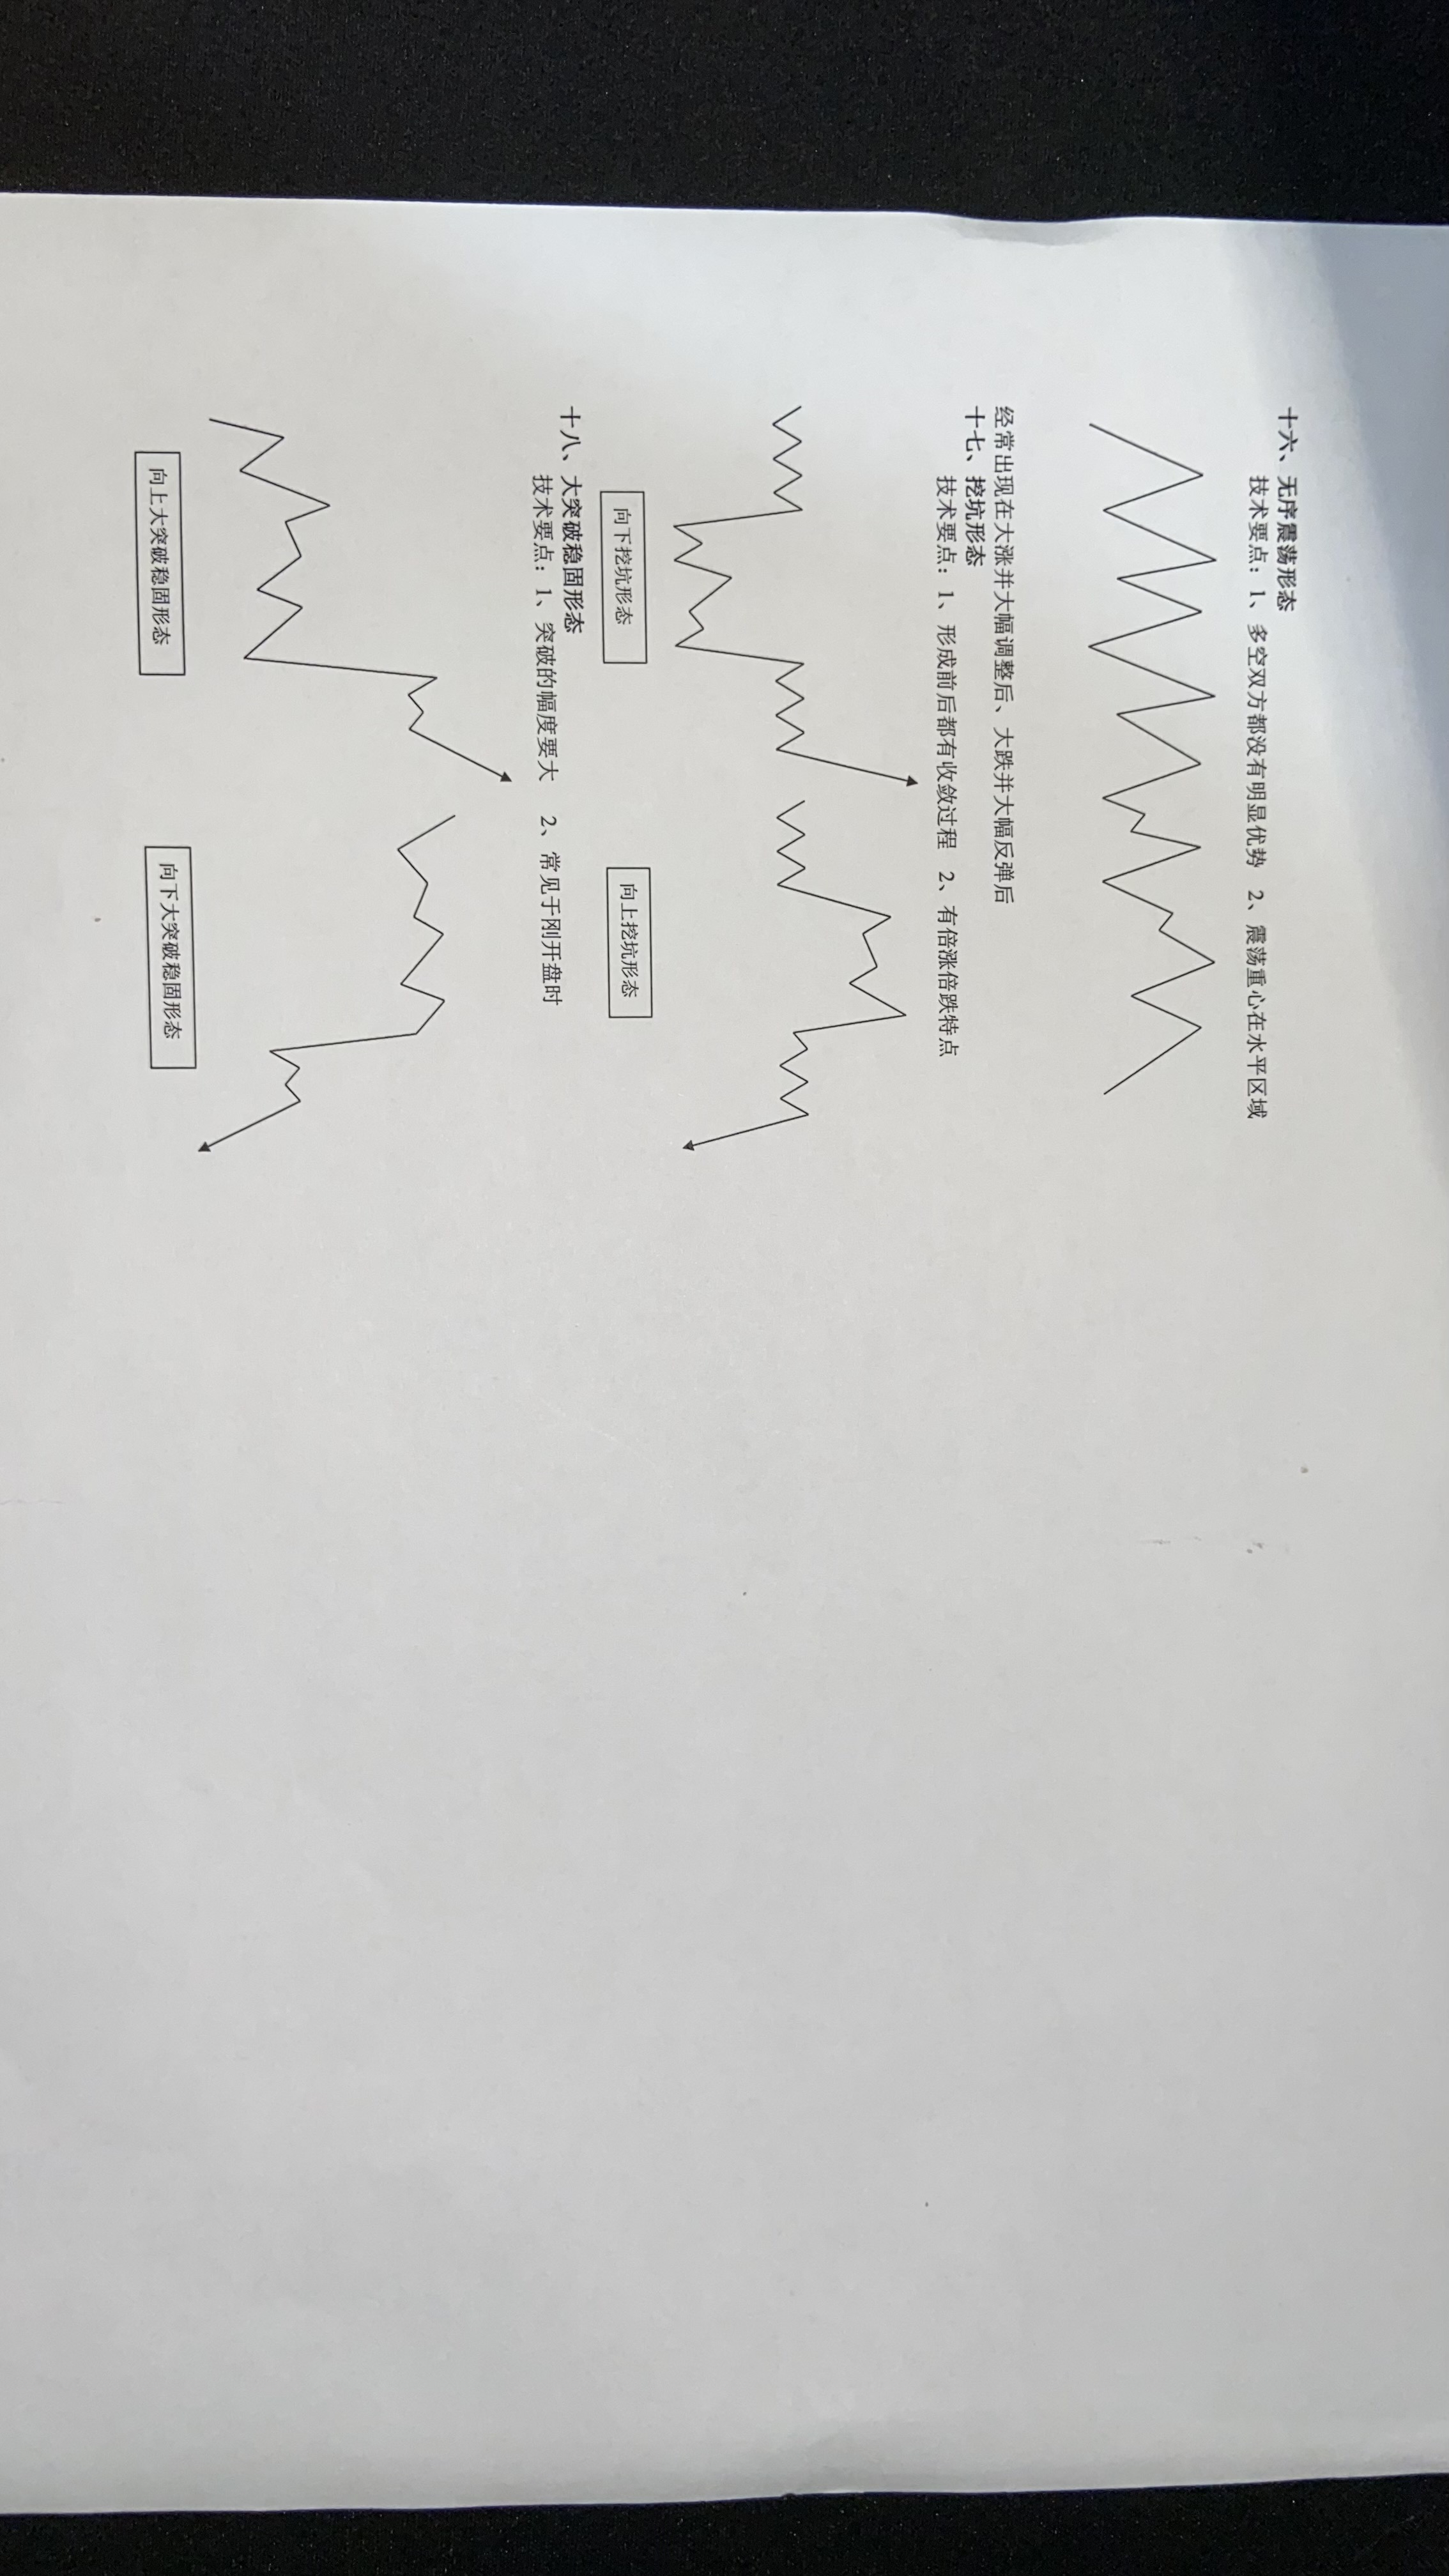 十六、无序震荡形态
技术要点：1、多空双方都没有明显优势 2、震荡重心在水平区域
经常出现在大涨并大幅调整后、大跌并大幅反弹后
十七、挖坑形态
技术要点：1、形成前后都有收敛过程 2、有倍涨倍跌特点
向下挖坑形态
向上挖坑形态
十八、大突破稳固形态
技术要点：1、突破的幅度要大 2、常见于刚开盘时
向上大突破稳固形态
向下大突破稳固形态